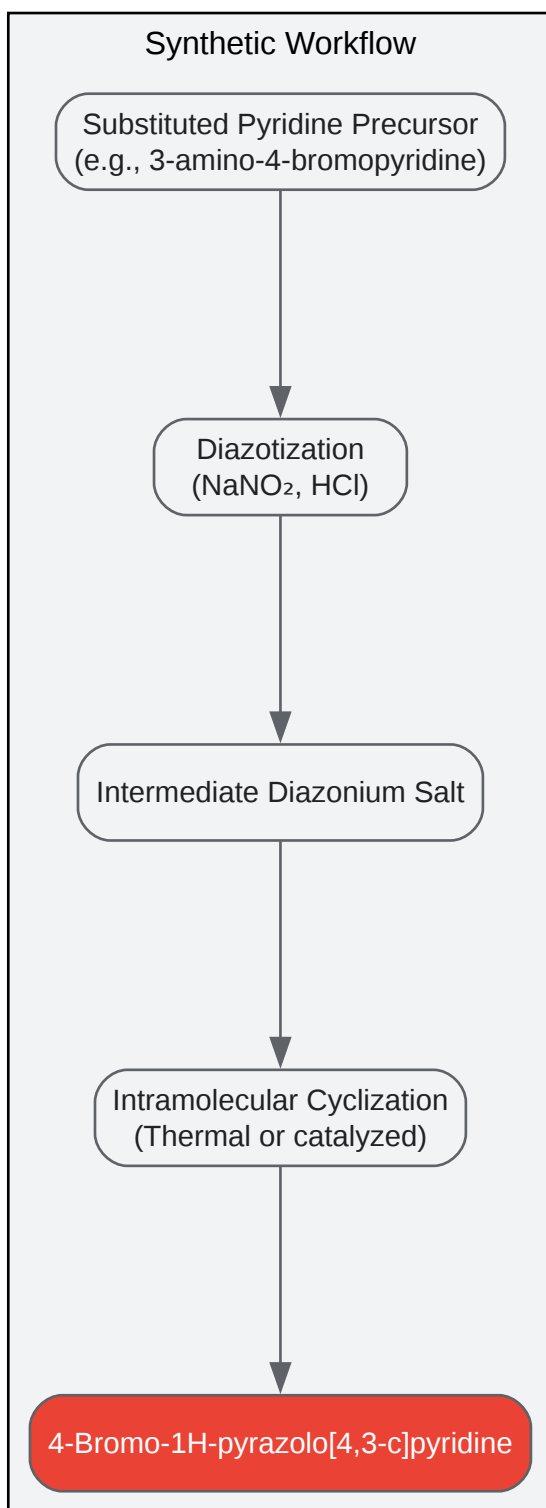 Synthetic Workflow
Substituted Pyridine Precursor
(e.g., 3-amino-4-bromopyridine)
Diazotization
(NaNO₂, HCl)
Intermediate Diazonium Salt
Intramolecular Cyclization
(Thermal or catalyzed)
4-Bromo-1H-pyrazolo[4,3-c]pyridine